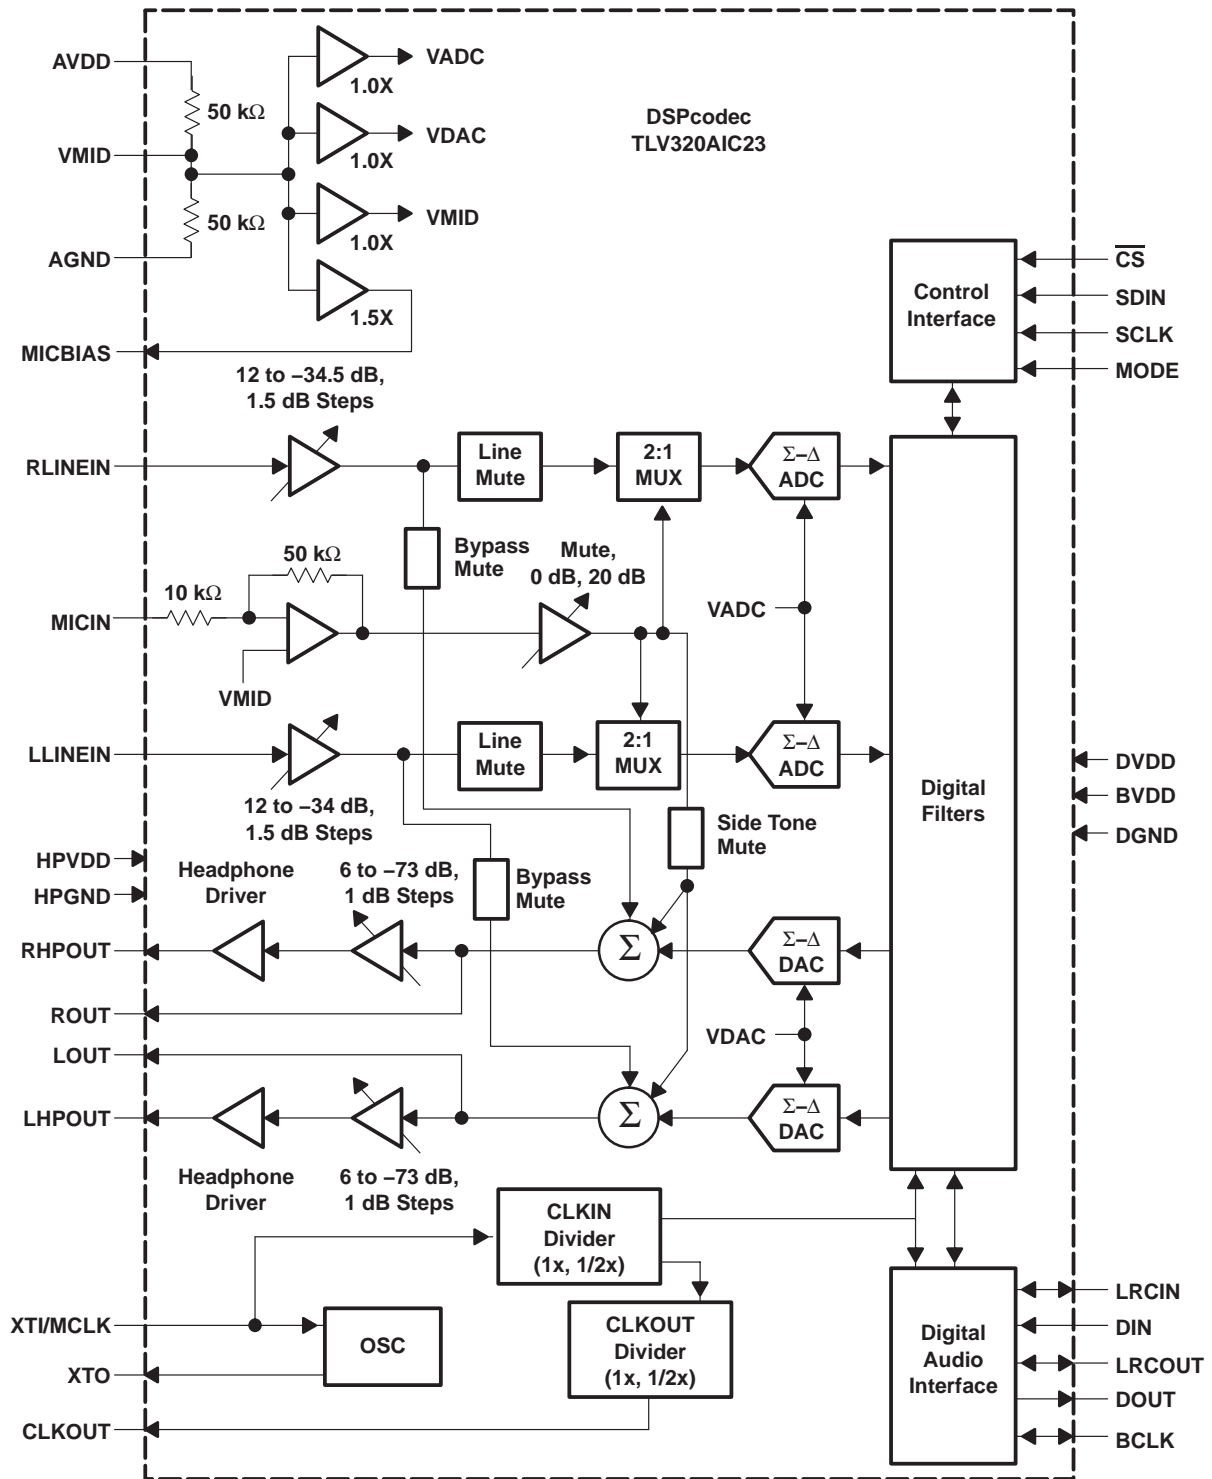 AVDD
VMID
AGND
MICBIAS
50 kΩ
50 kΩ
VADC
1.0X
VDAC
1.0X
VMID
1.0X
1.5X
DSPcodec
TLV320AIC23
Control
Interface
CS
SDIN
SCLK
MODE
12 to −34.5 dB,
1.5 dB Steps
RLINEIN
Line
Mute
2:1
MUX
Σ−Δ
ADC
Bypass
Mute
Mute,
0 dB, 20 dB
50 kΩ
10 kΩ
MICIN
VMID
VADC
LLINEIN
Line
Mute
2:1
MUX
Σ−Δ
ADC
12 to −34 dB,
1.5 dB Steps
Digital
Filters
DVDD
BVDD
DGND
Side Tone
Mute
HPVDD
HPGND
Headphone
Driver
6 to −73 dB,
1 dB Steps
Bypass
Mute
RHPOUT
Σ
Σ−Δ
DAC
ROUT
LOUT
VDAC
LHPOUT
Σ
Σ−Δ
DAC
Headphone
Driver
6 to −73 dB,
1 dB Steps
CLKIN
Divider
(1x, 1/2x)
XTI/MCLK
OSC
XTO
CLKOUT
Divider
(1x, 1/2x)
CLKOUT
Digital
Audio
Interface
LRCIN
DIN
LRCOUT
DOUT
BCLK